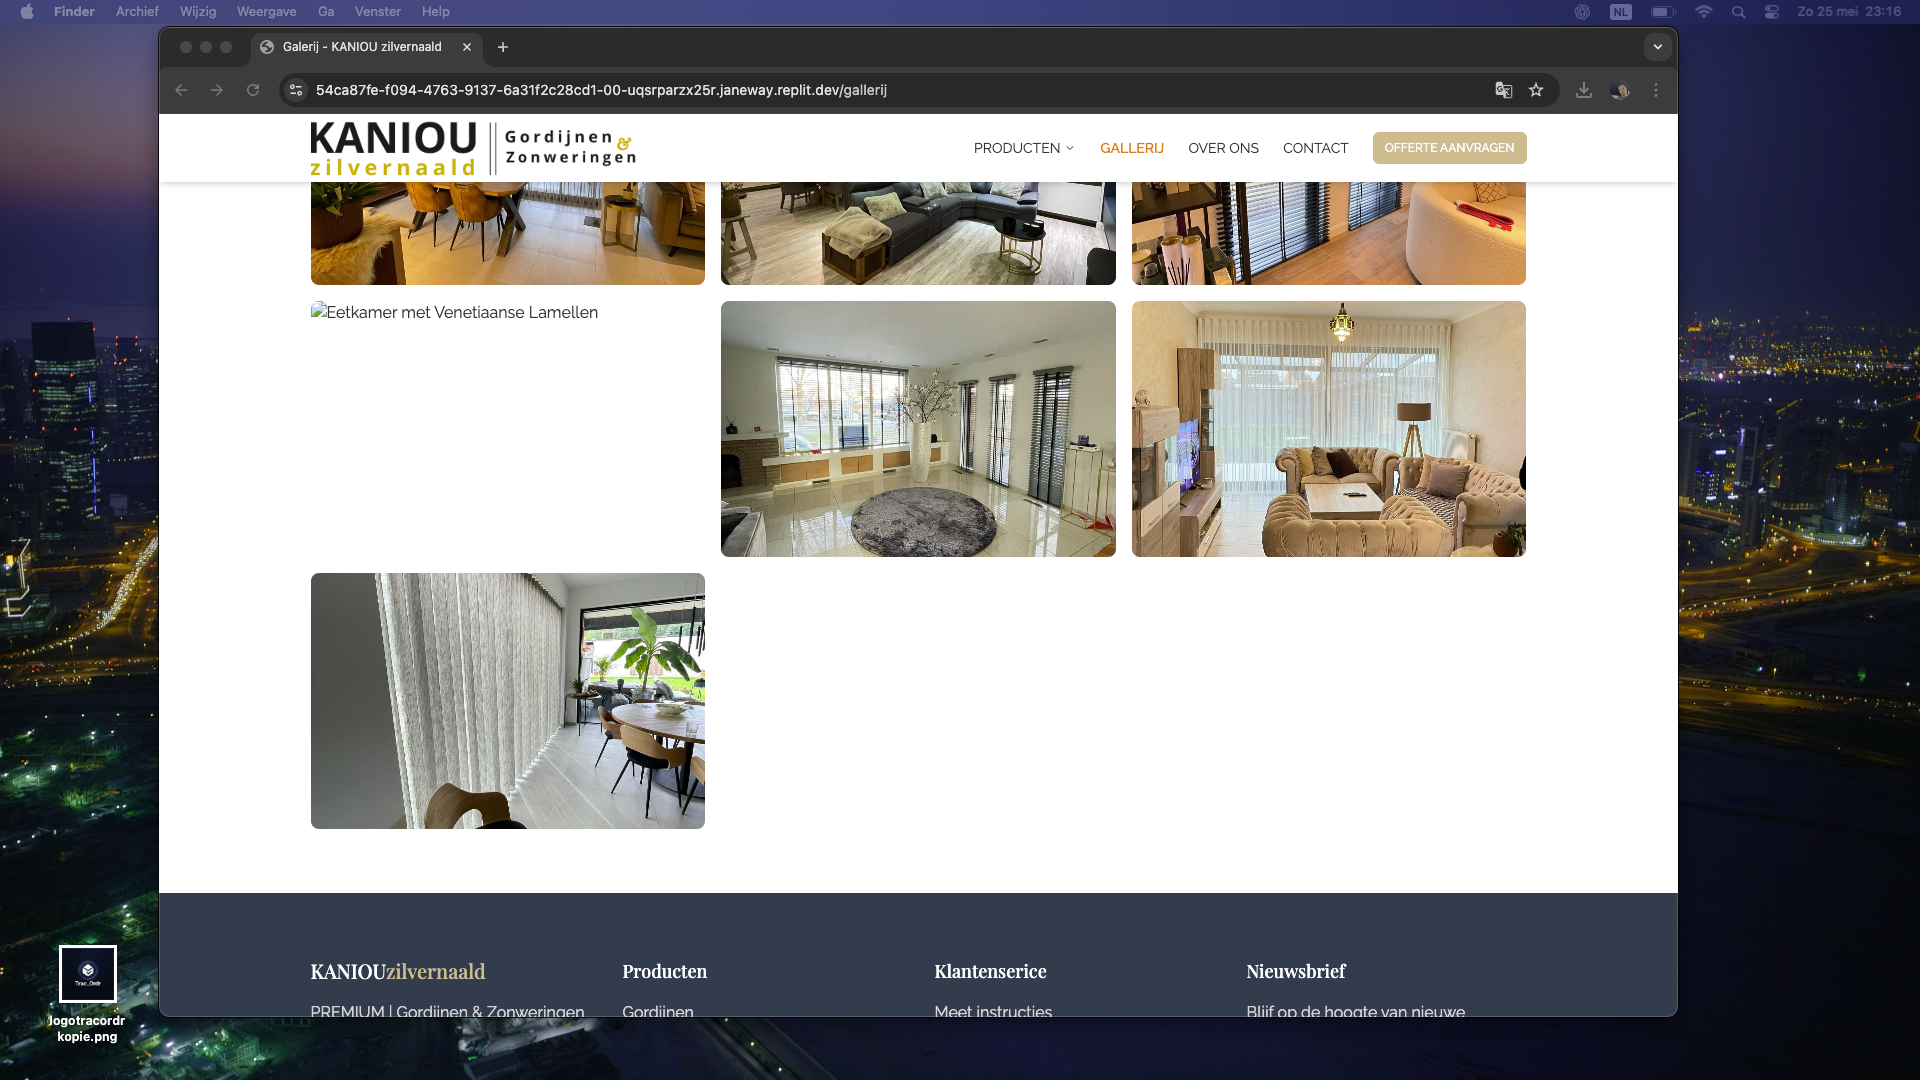 Finder Archief Wijzig Weergave Ga Venster Help
NL Zo 25 mei 23:16
Galerij - KANIOU zilvernaald
54ca87fe-f094-4763-9137-6a31f2c28cd1-00-uqsrparzx25r.janeway.replit.dev/gallerij
KANIOU
zilvernaald
Gordijnen &
Zonweringen
PRODUCTEN GALLERIJ OVER ONS CONTACT OFFERTE AANVRAGEN
Eetkamer met Venetiaanse Lamellen
KANIOUzilvernaald
Producten
Klantenserice
Nieuwsbrief
PREMIUM | Gordijnen & Zonweringen
Gordijnen
Meet instructies
Blijf op de hoogte van nieuwe
Trac_Ordr
logotracordr
kopie.png